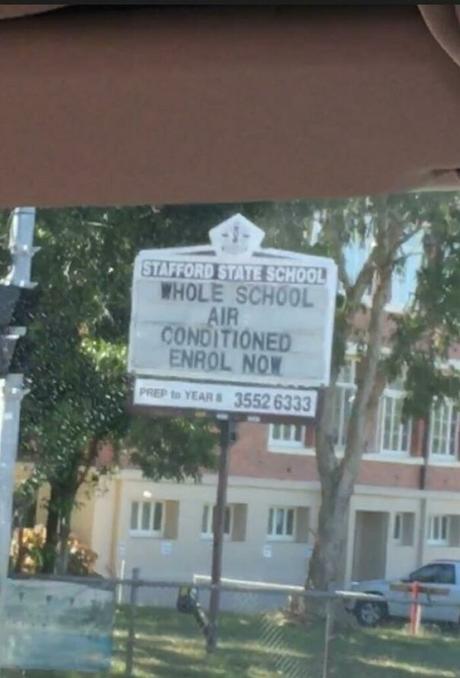 STAFFORD STATE SCHOOL
WHOLE SCHOOL
AIR
CONDITIONED
ENROL NOW
PREP to YEAR 6 3552 6333